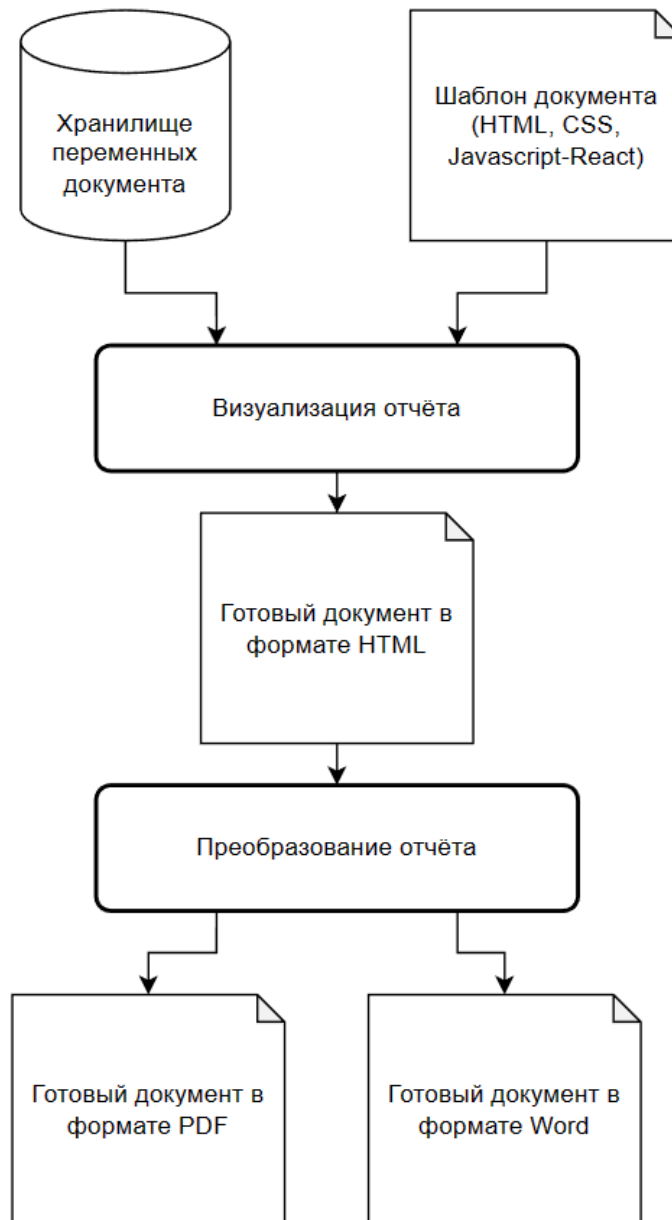 Хранилище
переменных
документа
Шаблон документа
(HTML, CSS,
Javascript-React)
Визуализация отчёта
Готовый документ в
формате HTML
Преобразование отчёта
Готовый документ в
формате PDF
Готовый документ в
формате Word